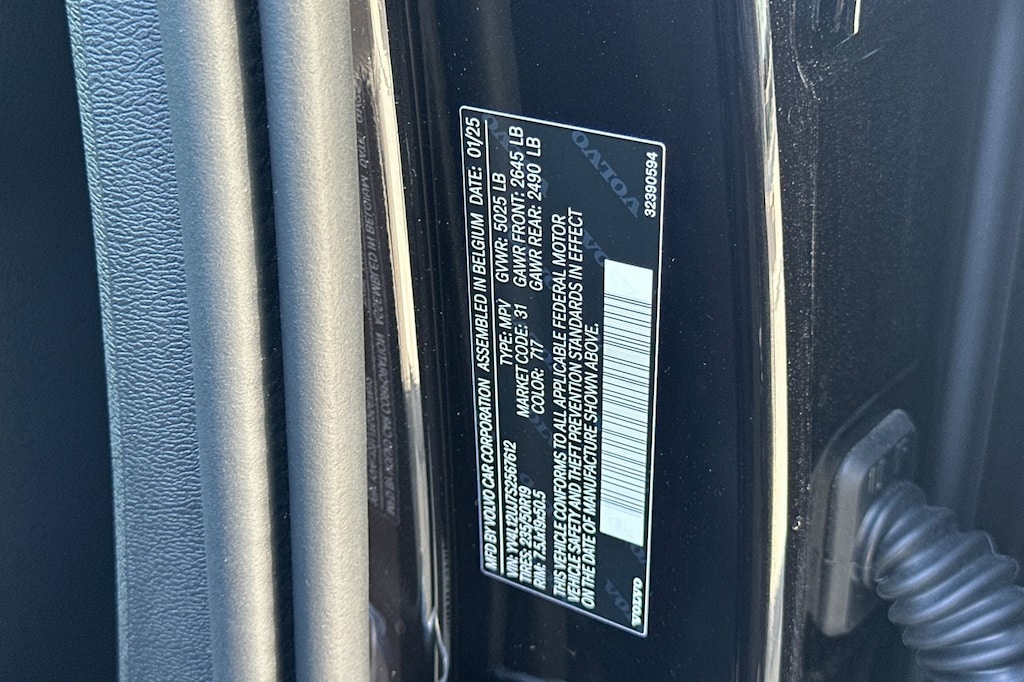 MFD BY VOLVO CAR CORPORATION ASSEMBLED IN BELGIUM DATE: 01/25
VIN: YV4L12UJ7S2567612 TYPE: MPV GVWR: 5025 LB
TIRES: 235/50R19 MARKET CODE: 31 GAWR FRONT: 2645 LB
RIM: 7.5Jx19x50.5 COLOR: 717 GAWR REAR: 2490 LB
THIS VEHICLE CONFORMS TO ALL APPLICABLE FEDERAL MOTOR
VEHICLE SAFETY AND THEFT PREVENTION STANDARDS IN EFFECT
ON THE DATE OF MANUFACTURE SHOWN ABOVE.
VOLVO
32390594
VOLVO